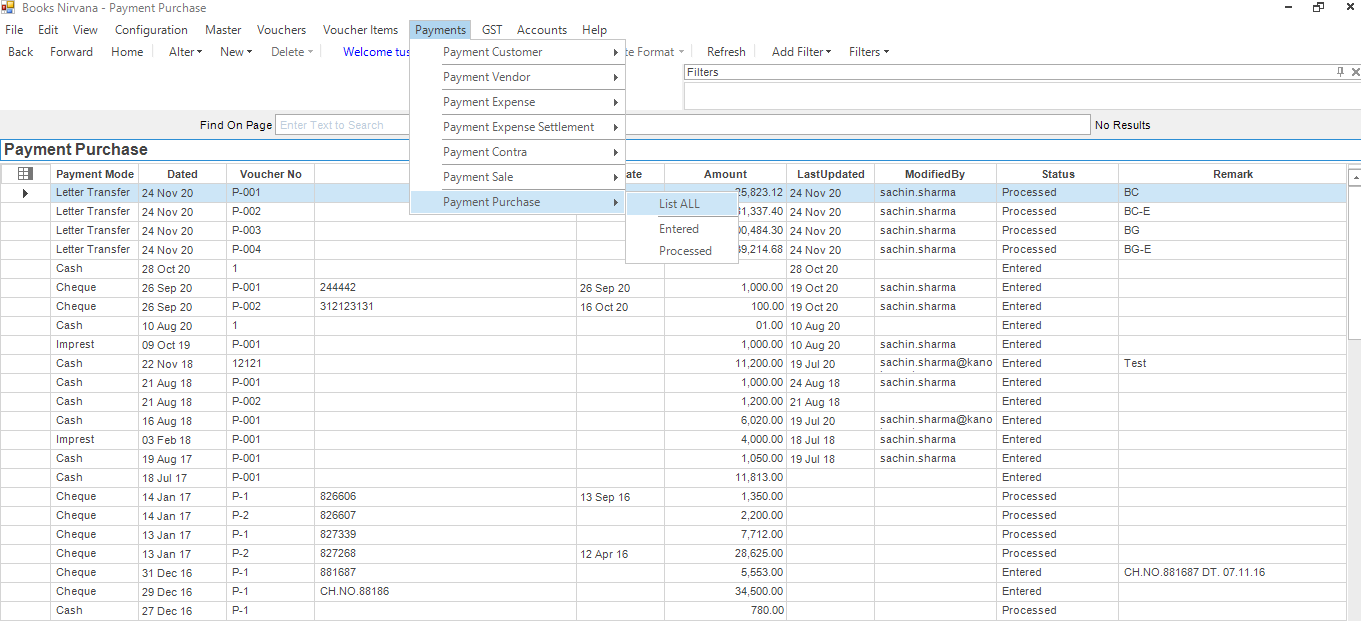 Books Nirvana - Payment Purchase
File Edit View Configuration Master Vouchers Voucher Items Payments GST Accounts Help
Back Forward Home Alter New Delete Welcome tus te Format Refresh Add Filter Filters
Payment Customer
Payment Vendor
Payment Expense
Payment Expense Settlement
Payment Contra
Payment Sale
Payment Purchase
List ALL
Entered
Processed
Filters
Find On Page Enter Text to Search No Results
Payment Purchase
Payment Mode Dated Voucher No ate Amount LastUpdated ModifiedBy Status Remark
Letter Transfer 24 Nov 20 P-001 25,823.12 24 Nov 20 sachin.sharma Processed BC
Letter Transfer 24 Nov 20 P-002 1,337.40 24 Nov 20 sachin.sharma Processed BC-E
Letter Transfer 24 Nov 20 P-003 0,484.30 24 Nov 20 sachin.sharma Processed BG
Letter Transfer 24 Nov 20 P-004 9,214.68 24 Nov 20 sachin.sharma Processed BG-E
Cash 28 Oct 20 1 28 Oct 20 Entered
Cheque 26 Sep 20 P-001 244442 26 Sep 20 1,000.00 19 Oct 20 sachin.sharma Entered
Cheque 26 Sep 20 P-002 312123131 16 Oct 20 100.00 19 Oct 20 sachin.sharma Entered
Cash 10 Aug 20 1 01.00 10 Aug 20 Entered
Imprest 09 Oct 19 P-001 1,000.00 10 Aug 20 sachin.sharma Entered
Cash 22 Nov 18 12121 11,200.00 19 Jul 20 sachin.sharma@kano Entered Test
Cash 21 Aug 18 P-001 1,000.00 24 Aug 18 sachin.sharma Entered
Cash 21 Aug 18 P-002 1,200.00 21 Aug 18 Entered
Cash 16 Aug 18 P-001 6,020.00 19 Jul 20 sachin.sharma@kano Entered
Imprest 03 Feb 18 P-001 4,000.00 18 Jul 18 sachin.sharma Entered
Cash 19 Aug 17 P-001 1,050.00 19 Jul 18 sachin.sharma Entered
Cash 18 Jul 17 P-001 11,813.00 Entered
Cheque 14 Jan 17 P-1 826606 13 Sep 16 1,350.00 Processed
Cheque 14 Jan 17 P-2 826607 2,200.00 Processed
Cheque 13 Jan 17 P-1 827339 7,712.00 Processed
Cheque 13 Jan 17 P-2 827268 12 Apr 16 28,625.00 Processed
Cheque 31 Dec 16 P-1 881687 5,553.00 Entered CH.NO.881687 DT. 07.11.16
Cheque 29 Dec 16 P-1 CH.NO.88186 34,500.00 Entered
Cash 27 Dec 16 P-1 780.00 Processed